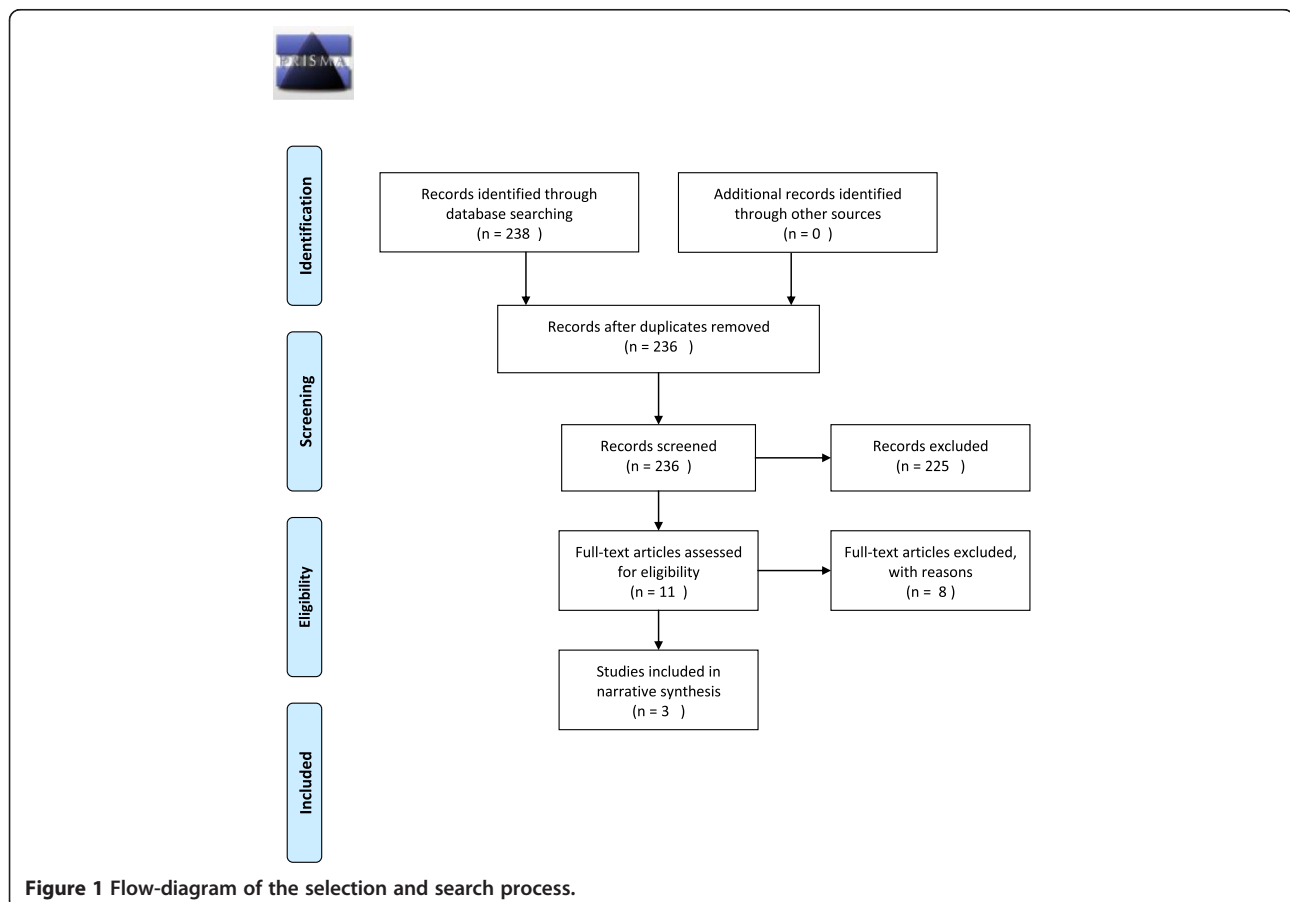 PRISMA
Identification
Records identified through
database searching
(n = 238 )
Additional records identified
through other sources
(n = 0 )
Records after duplicates removed
(n = 236 )
Screening
Records screened
(n = 236 )
Records excluded
(n = 225 )
Eligibility
Full-text articles assessed
for eligibility
(n = 11 )
Full-text articles excluded,
with reasons
(n = 8 )
Studies included in
narrative synthesis
(n = 3 )
Included
Figure 1 Flow-diagram of the selection and search process.